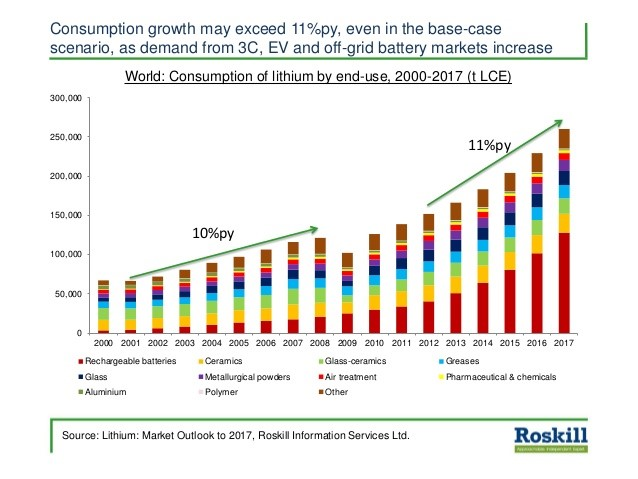 Consumption growth may exceed 11%py, even in the base-case
scenario, as demand from 3C, EV and off-grid battery markets increase
World: Consumption of lithium by end-use, 2000-2017 (t LCE)
300,000
250,000
200,000
150,000
100,000
50,000
0
10%py
11%py
2000 2001 2002 2003 2004 2005 2006 2007 2008 2009 2010 2011 2012 2013 2014 2015 2016 2017
Rechargeable batteries Ceramics Glass-ceramics Greases
Glass Metallurgical powders Air treatment Pharmaceutical & chemicals
Aluminium Polymer Other
Source: Lithium: Market Outlook to 2017, Roskill Information Services Ltd.
Roskill